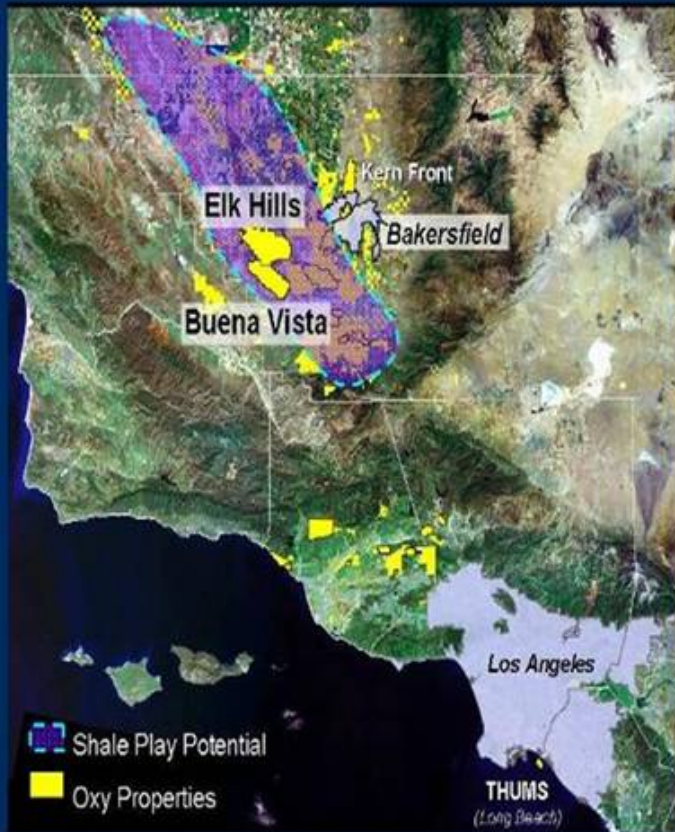 Kern Front
Elk Hills
Bakersfield
Buena Vista
Los Angeles
Shale Play Potential
Oxy Properties
THUMS
(Long Beach)